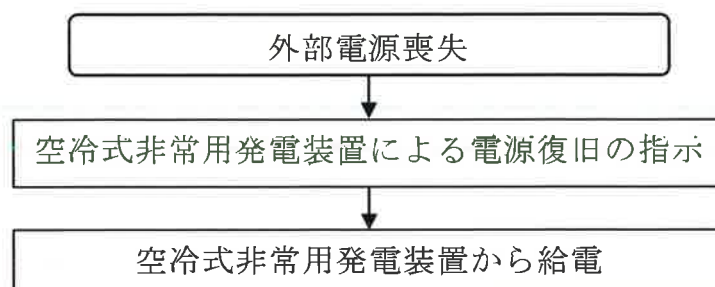 外部電源喪失
空冷式非常用発電装置による電源復旧の指示
空冷式非常用発電装置から給電